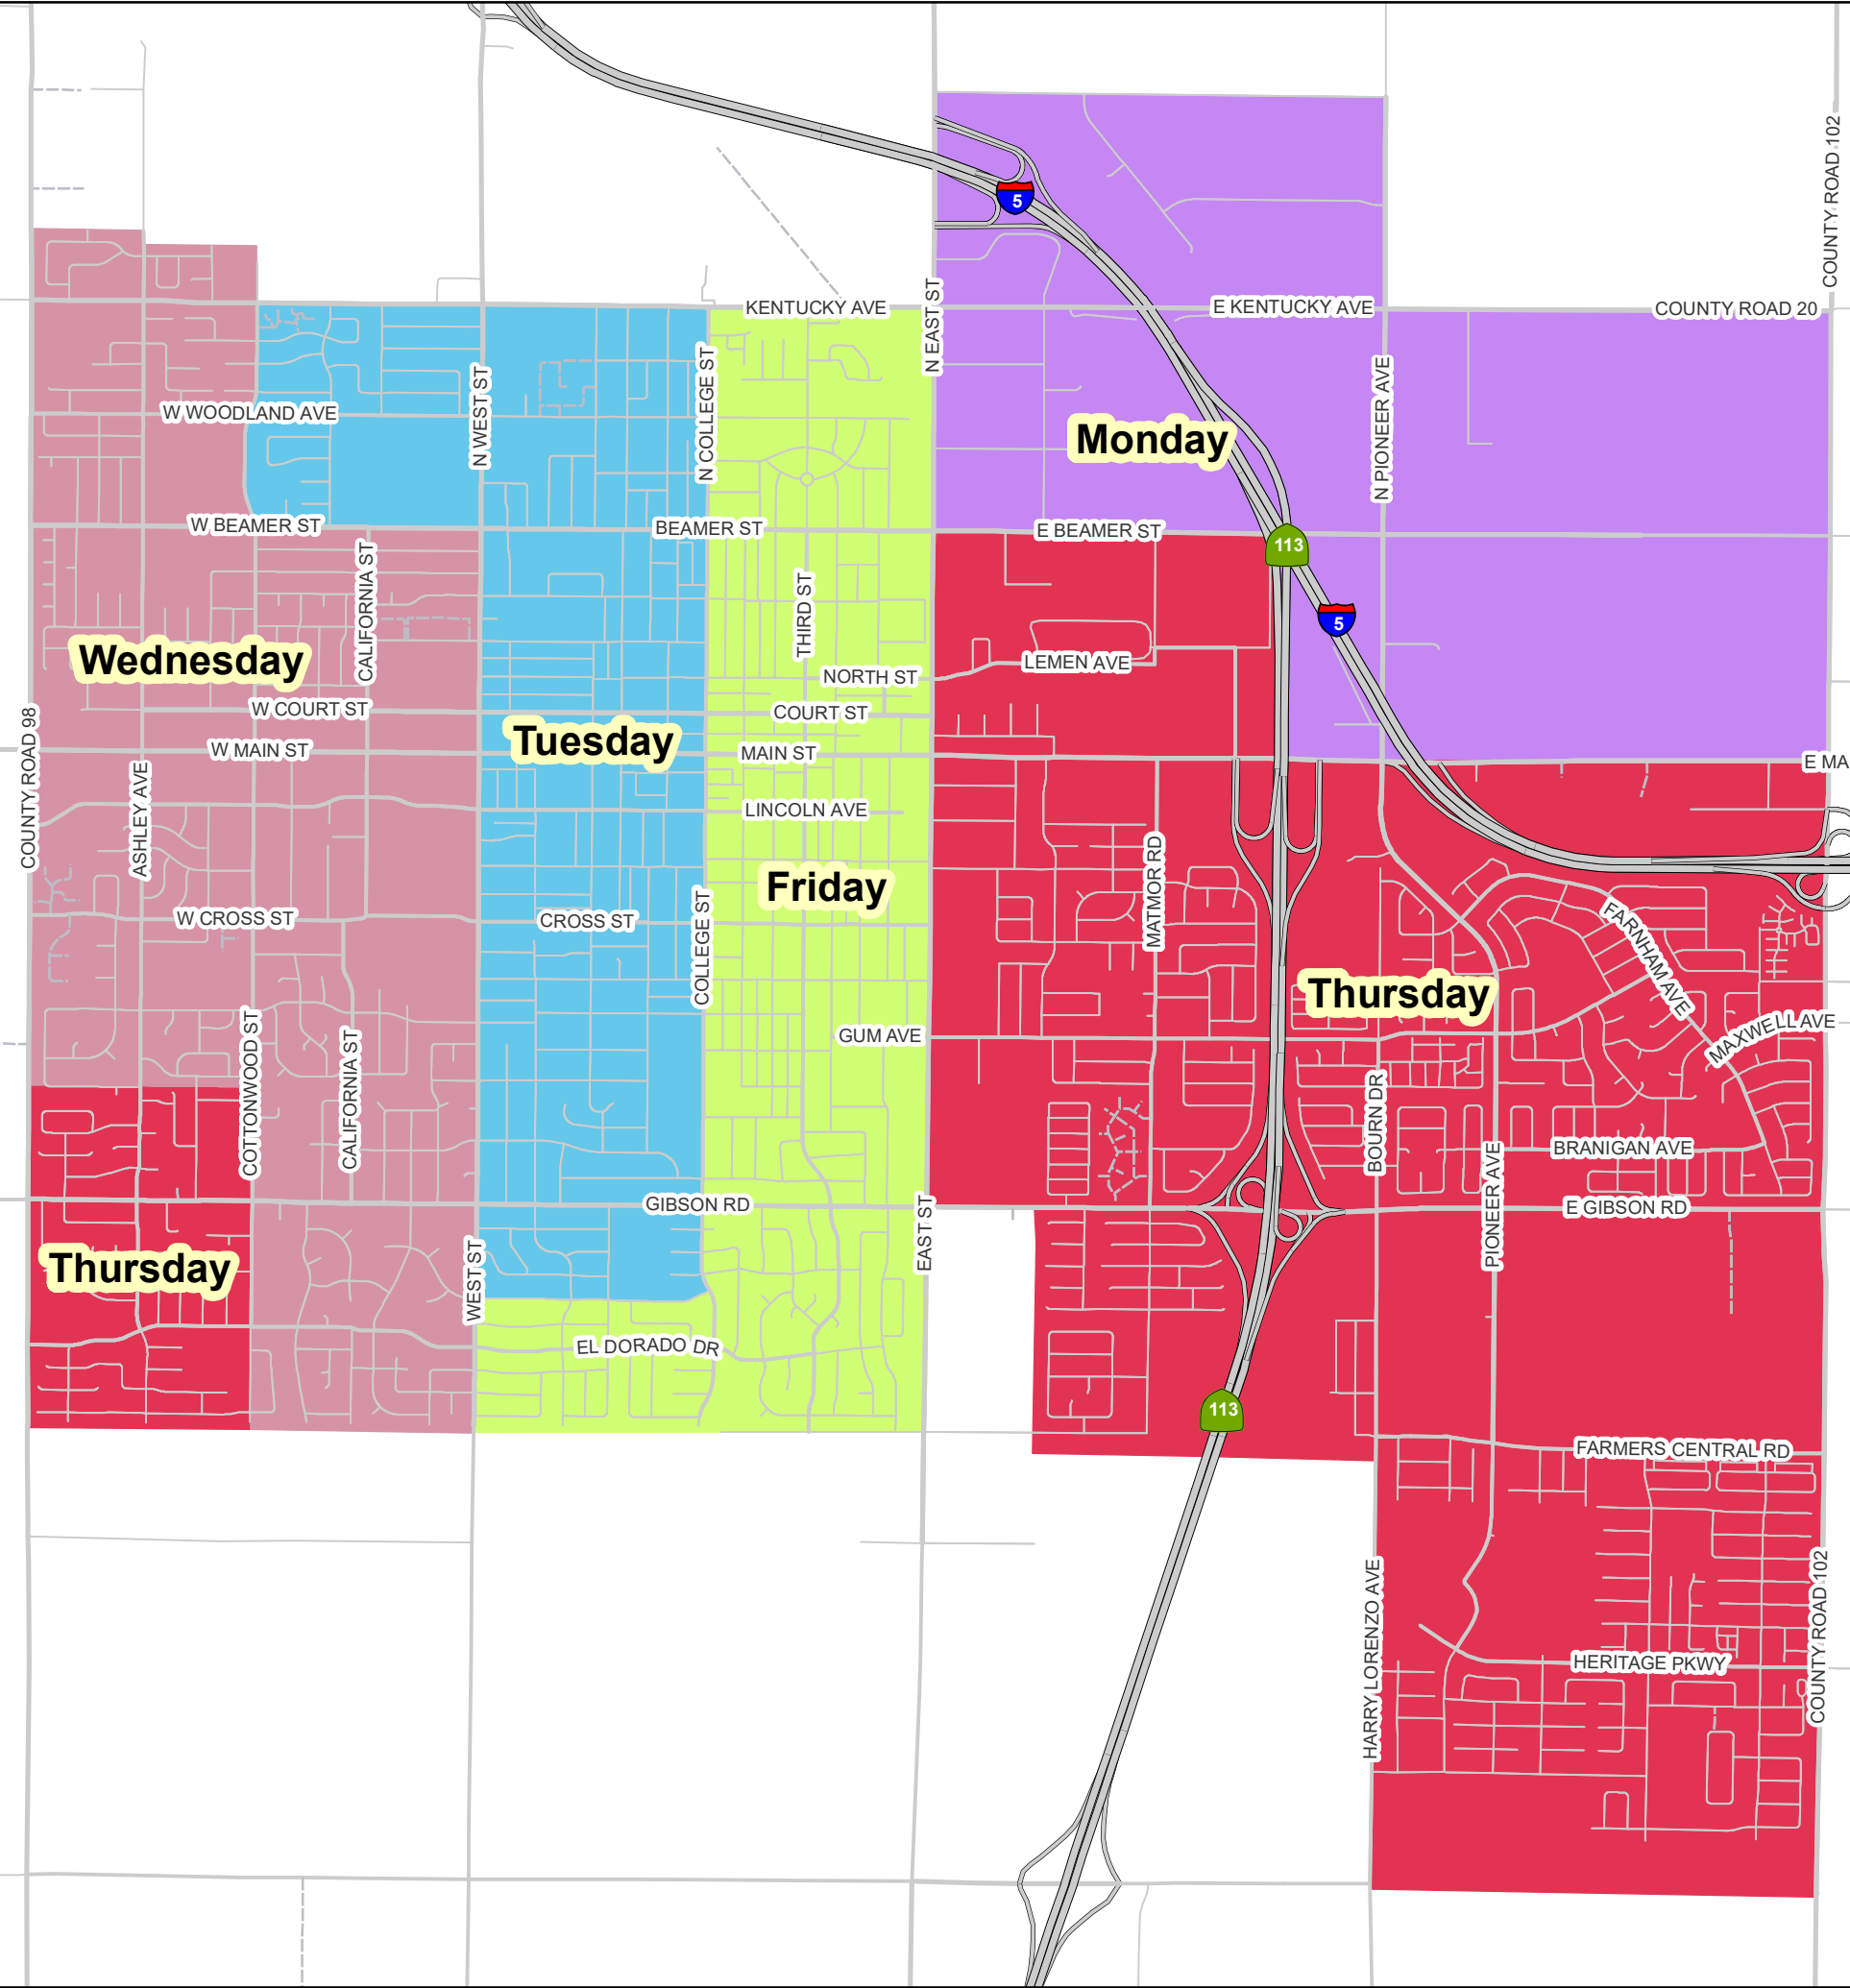 COUNTY ROAD 102
5
KENTUCKY AVE
N EAST ST
E KENTUCKY AVE
COUNTY ROAD 20
W WOODLAND AVE
N WEST ST
N COLLEGE ST
Monday
N PIONEER AVE
W BEAMER ST
BEAMER ST
E BEAMER ST
113
CALIFORNIA ST
THIRD ST
5
Wednesday
LEMEN AVE
NORTH ST
W COURT ST
COURT ST
Tuesday
W MAIN ST
MAIN ST
E MA
COUNTY ROAD 98
ASHLEY AVE
LINCOLN AVE
MATMOR RD
Friday
W CROSS ST
CROSS ST
COLLEGE ST
FARNHAM AVE
Thursday
MAXWELL AVE
GUM AVE
COTTONWOOD ST
CALIFORNIA ST
BOURN DR
BRANIGAN AVE
PIONEER AVE
GIBSON RD
E GIBSON RD
EAST ST
Thursday
WEST ST
EL DORADO DR
113
FARMERS CENTRAL RD
HARRY LORENZO AVE
COUNTY ROAD 102
HERITAGE PKWY